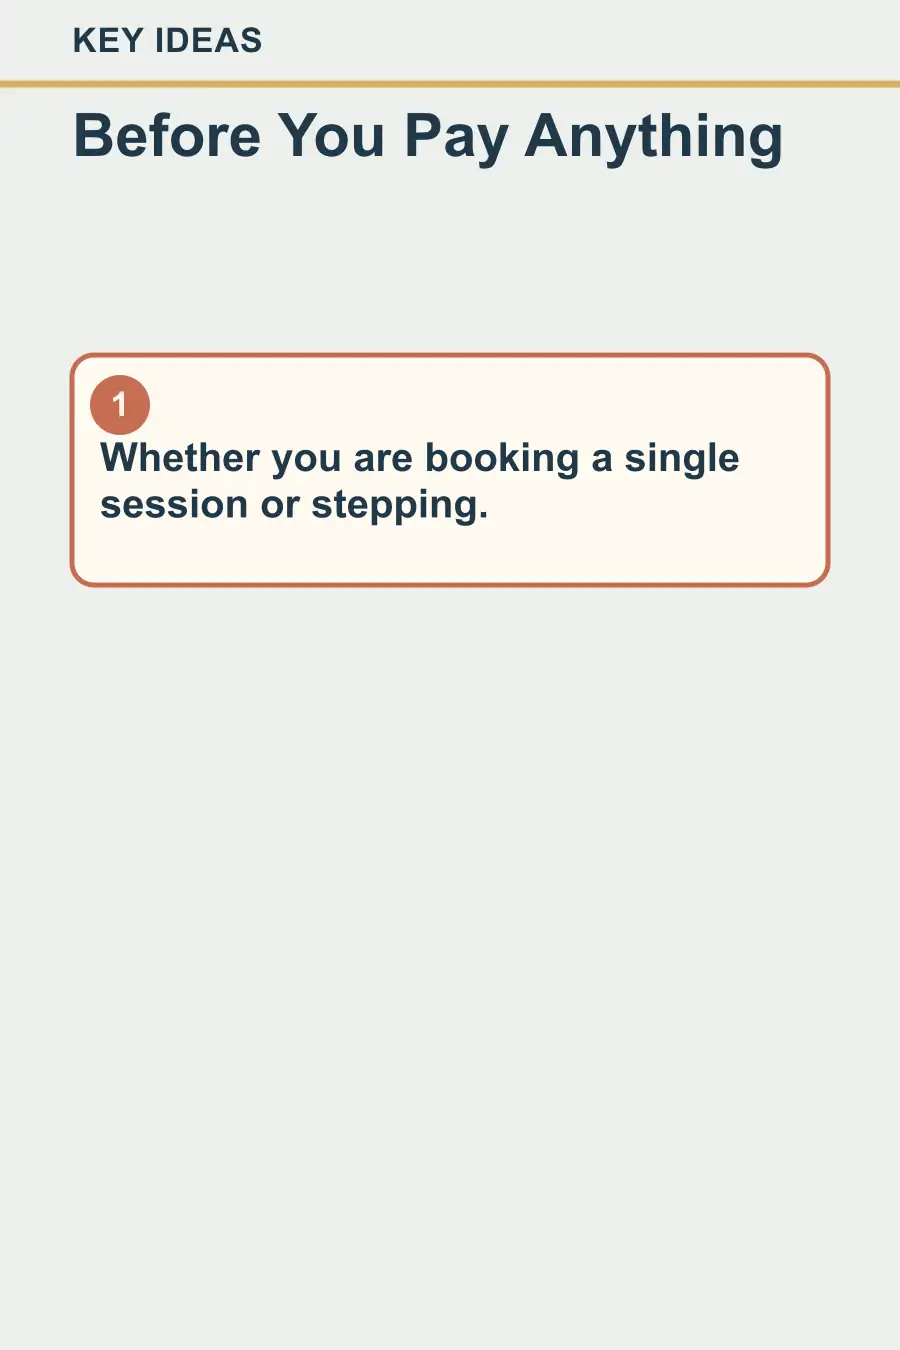 KEY IDEAS
Before You Pay Anything
1
Whether you are booking a single
session or stepping.